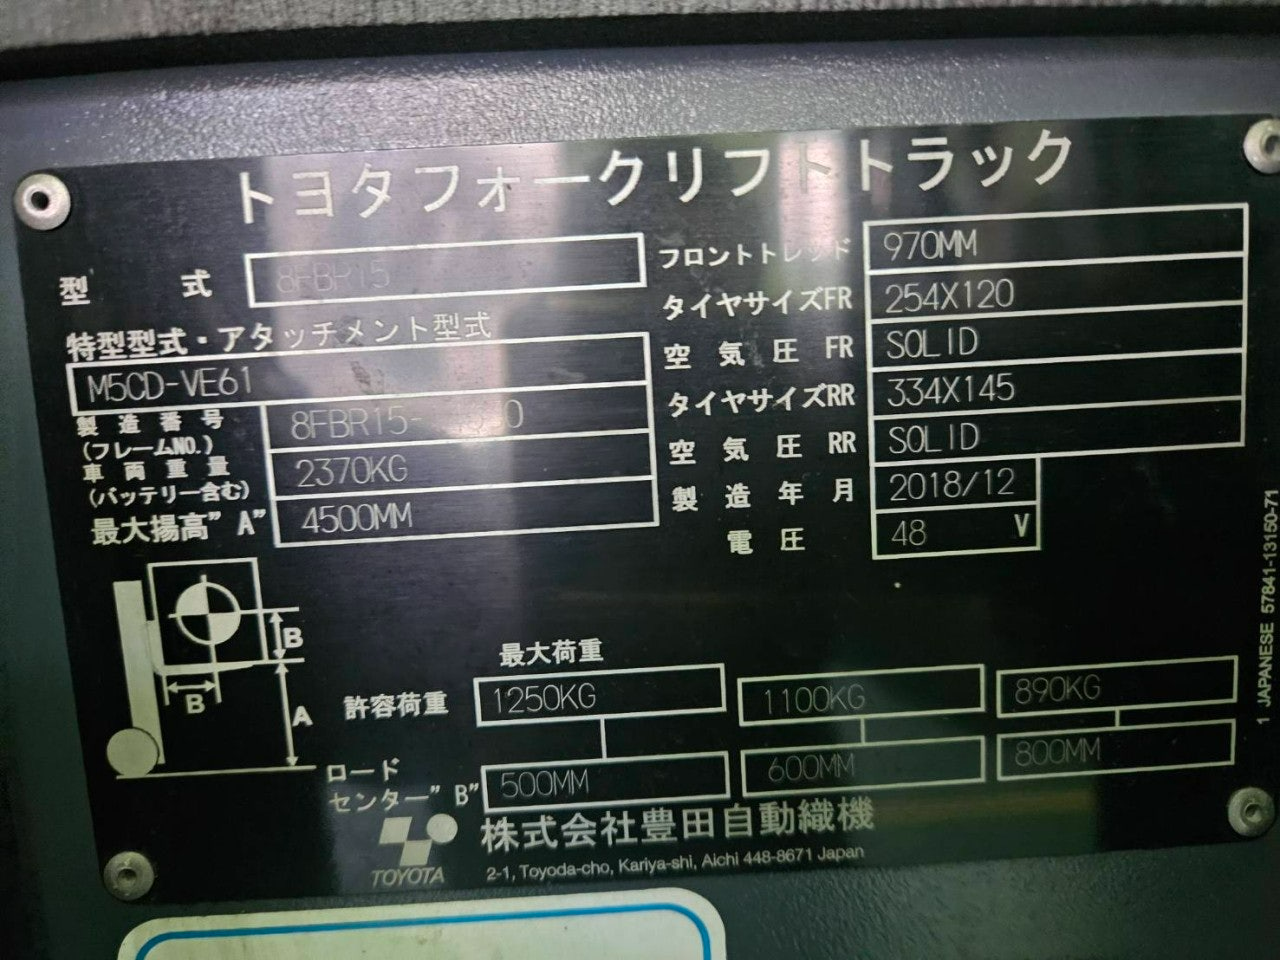 トヨタフォークリフトトラック
型 式 8FBR15
特型型式・アタッチメント型式
M5CD-VE61
製造番号 8FBR15-
(フレームNO.)
車両重量 2370KG
(バッテリー含む)
最大揚高"A" 4500MM
フロントトレッド 970MM
タイヤサイズFR 254X120
空気圧 FR SOLID
タイヤサイズRR 334X145
空気圧 RR SOLID
製造年月 2018/12
電圧 48 V
B
B
A
最大荷重
許容荷重 1250KG 1100KG 890KG
ロード
センター"B" 500MM 600MM 800MM
TOYOTA
株式会社豊田自動織機
2-1, Toyoda-cho, Kariya-shi, Aichi 448-8671 Japan
1 JAPANESE 57841-13150-71